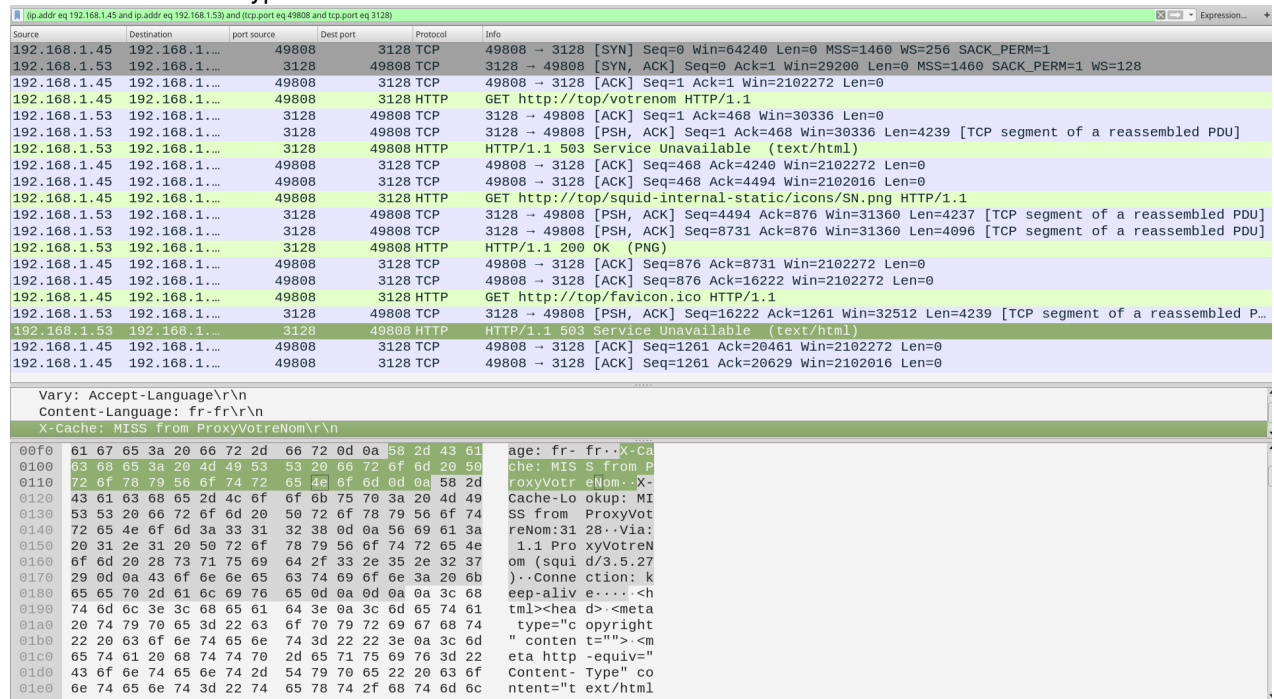 (ip.addr eq 192.168.1.45 and ip.addr eq 192.168.1.53) and (tcp.port eq 49808 and tcp.port eq 3128) Expression... +
Source Destination port source Dest port Protocol Info
192.168.1.45 192.168.1.… 49808 3128 TCP 49808 → 3128 [SYN] Seq=0 Win=64240 Len=0 MSS=1460 WS=256 SACK_PERM=1
192.168.1.53 192.168.1.… 3128 49808 TCP 3128 → 49808 [SYN, ACK] Seq=0 Ack=1 Win=29200 Len=0 MSS=1460 SACK_PERM=1 WS=128
192.168.1.45 192.168.1.… 49808 3128 TCP 49808 → 3128 [ACK] Seq=1 Ack=1 Win=2102272 Len=0
192.168.1.45 192.168.1.… 49808 3128 HTTP GET http://top/votrenom HTTP/1.1
192.168.1.53 192.168.1.… 3128 49808 TCP 3128 → 49808 [ACK] Seq=1 Ack=468 Win=30336 Len=0
192.168.1.53 192.168.1.… 3128 49808 TCP 3128 → 49808 [PSH, ACK] Seq=1 Ack=468 Win=30336 Len=4239 [TCP segment of a reassembled PDU]
192.168.1.53 192.168.1.… 3128 49808 HTTP HTTP/1.1 503 Service Unavailable (text/html)
192.168.1.45 192.168.1.… 49808 3128 TCP 49808 → 3128 [ACK] Seq=468 Ack=4240 Win=2102272 Len=0
192.168.1.45 192.168.1.… 49808 3128 TCP 49808 → 3128 [ACK] Seq=468 Ack=4494 Win=2102016 Len=0
192.168.1.45 192.168.1.… 49808 3128 HTTP GET http://top/squid-internal-static/icons/SN.png HTTP/1.1
192.168.1.53 192.168.1.… 3128 49808 TCP 3128 → 49808 [PSH, ACK] Seq=4494 Ack=876 Win=31360 Len=4237 [TCP segment of a reassembled PDU]
192.168.1.53 192.168.1.… 3128 49808 TCP 3128 → 49808 [PSH, ACK] Seq=8731 Ack=876 Win=31360 Len=4096 [TCP segment of a reassembled PDU]
192.168.1.53 192.168.1.… 3128 49808 HTTP HTTP/1.1 200 OK (PNG)
192.168.1.45 192.168.1.… 49808 3128 TCP 49808 → 3128 [ACK] Seq=876 Ack=8731 Win=2102272 Len=0
192.168.1.45 192.168.1.… 49808 3128 TCP 49808 → 3128 [ACK] Seq=876 Ack=16222 Win=2102272 Len=0
192.168.1.45 192.168.1.… 49808 3128 HTTP GET http://top/favicon.ico HTTP/1.1
192.168.1.53 192.168.1.… 3128 49808 TCP 3128 → 49808 [PSH, ACK] Seq=16222 Ack=1261 Win=32512 Len=4239 [TCP segment of a reassembled P…
192.168.1.53 192.168.1.… 3128 49808 HTTP HTTP/1.1 503 Service Unavailable (text/html)
192.168.1.45 192.168.1.… 49808 3128 TCP 49808 → 3128 [ACK] Seq=1261 Ack=20461 Win=2102272 Len=0
192.168.1.45 192.168.1.… 49808 3128 TCP 49808 → 3128 [ACK] Seq=1261 Ack=20629 Win=2102016 Len=0
Vary: Accept-Language\r\n
Content-Language: fr-fr\r\n
X-Cache: MISS from ProxyVotreNom\r\n
00f0 61 67 65 3a 20 66 72 2d 66 72 0d 0a 58 2d 43 61 age: fr- fr··X-Ca
0100 63 68 65 3a 20 4d 49 53 53 20 66 72 6f 6d 20 50 che: MIS S from P
0110 72 6f 78 79 56 6f 74 72 65 4e 6f 6d 0d 0a 58 2d roxyVotr eNom··X-
0120 43 61 63 68 65 2d 4c 6f 6f 6b 75 70 3a 20 4d 49 Cache-Lo okup: MI
0130 53 53 20 66 72 6f 6d 20 50 72 6f 78 79 56 6f 74 SS from ProxyVot
0140 72 65 4e 6f 6d 3a 33 31 32 38 0d 0a 56 69 61 3a reNom:31 28··Via:
0150 20 31 2e 31 20 50 72 6f 78 79 56 6f 74 72 65 4e 1.1 Pro xyVotreN
0160 6f 6d 20 28 73 71 75 69 64 2f 33 2e 35 2e 32 37 om (squi d/3.5.27
0170 29 0d 0a 43 6f 6e 6e 65 63 74 69 6f 6e 3a 20 6b )··Conne ction: k
0180 65 65 70 2d 61 6c 69 76 65 0d 0a 0d 0a 0a 3c 68 eep-aliv e·····<h
0190 74 6d 6c 3e 3c 68 65 61 64 3e 0a 3c 6d 65 74 61 tml><hea d>·<meta
01a0 20 74 79 70 65 3d 22 63 6f 70 79 72 69 67 68 74 type="c opyright
01b0 22 20 63 6f 6e 74 65 6e 74 3d 22 22 3e 0a 3c 6d " conten t="">·<m
01c0 65 74 61 20 68 74 74 70 2d 65 71 75 69 76 3d 22 eta http -equiv="
01d0 43 6f 6e 74 65 6e 74 2d 54 79 70 65 22 20 63 6f Content- Type" co
01e0 6e 74 65 6e 74 3d 22 74 65 78 74 2f 68 74 6d 6c ntent="t ext/html